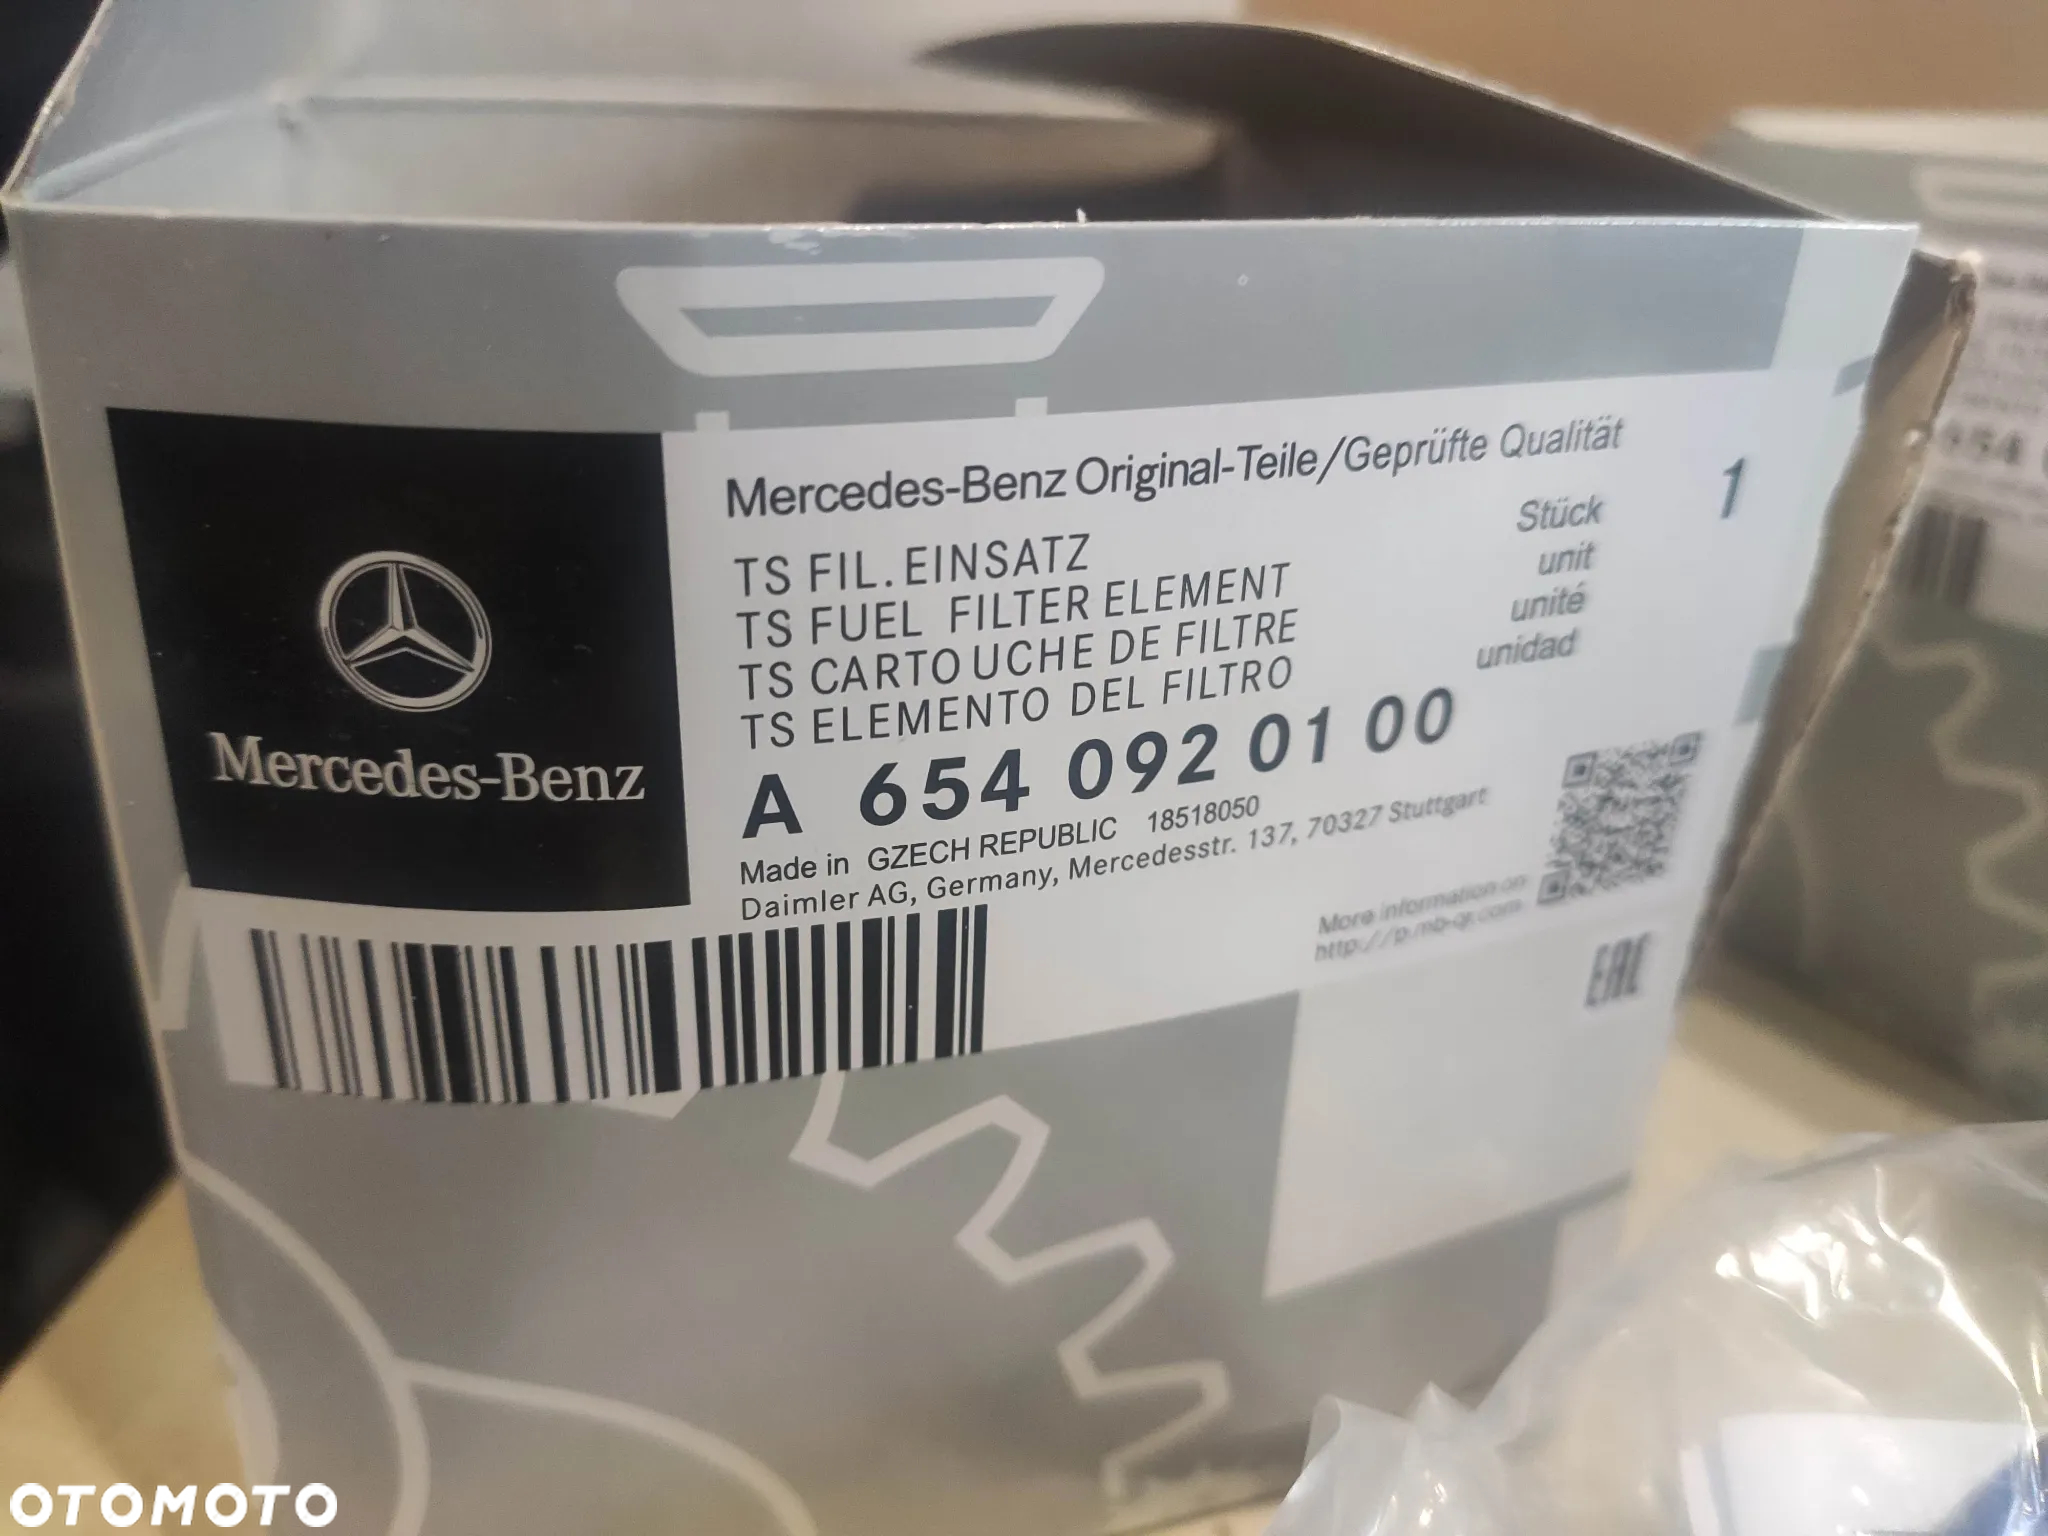 Mercedes-Benz
Mercedes-Benz Original-Teile/Geprüfte Qualität
TS FIL. EINSATZ
TS FUEL FILTER ELEMENT
TS CARTOUCHE DE FILTRE
TS ELEMENTO DEL FILTRO
Stück
unit
unité
unidad
1
A 654 092 01 00
Made in GZECH REPUBLIC 18518050
Daimler AG, Germany, Mercedesstr. 137, 70327 Stuttgart
More information on
http://p.mb-qr.com
EAC
654
OTOMOTO